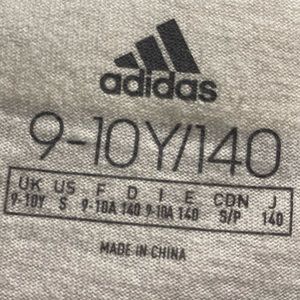 adidas
9-10Y/140
UK US F D I E CDN J
9-10Y S 9-10A 140 9-10A 140 S/P 140
MADE IN CHINA